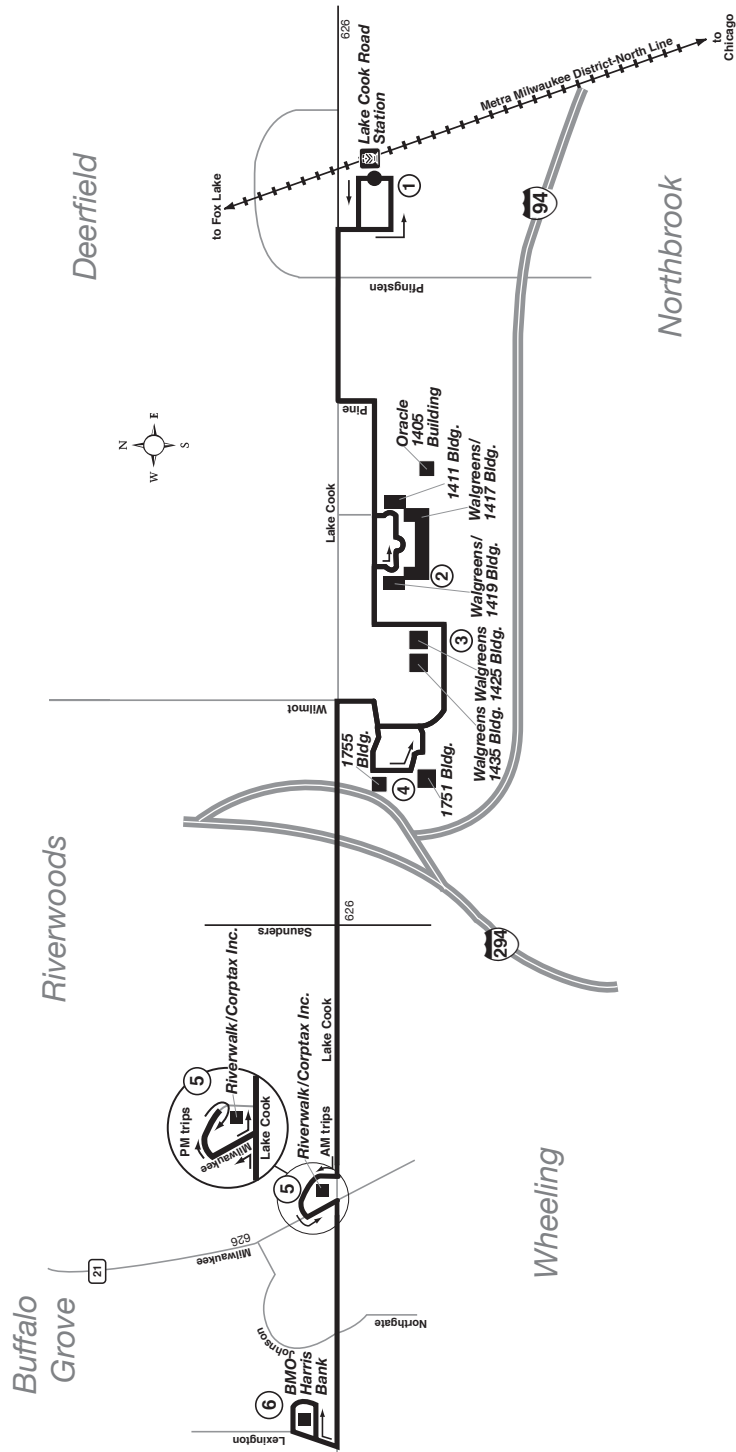 Deerfield
Riverwoods
Buffalo
Grove
Northbrook
Wheeling
626
Lake Cook Road
Station
to Fox Lake
Metra Milwaukee District-North Line
to
Chicago
1
94
Pfingsten
N
E
S
W
Pine
Lake Cook
Oracle
1405
Building
1411 Bldg.
Walgreens/
1417 Bldg.
2
Walgreens/
1419 Bldg.
3
Walgreens
1425 Bldg.
Walgreens
1435 Bldg.
Wilmot
1755
Bldg.
4
1751 Bldg.
294
626
Saunders
Lake Cook
5
Riverwalk/Corptax Inc.
PM trips
Milwaukee
Lake Cook
5
Riverwalk/Corptax Inc.
AM trips
21
626
Milwaukee
Johnson
Northgate
6
BMO-
Harris
Bank
Lexington